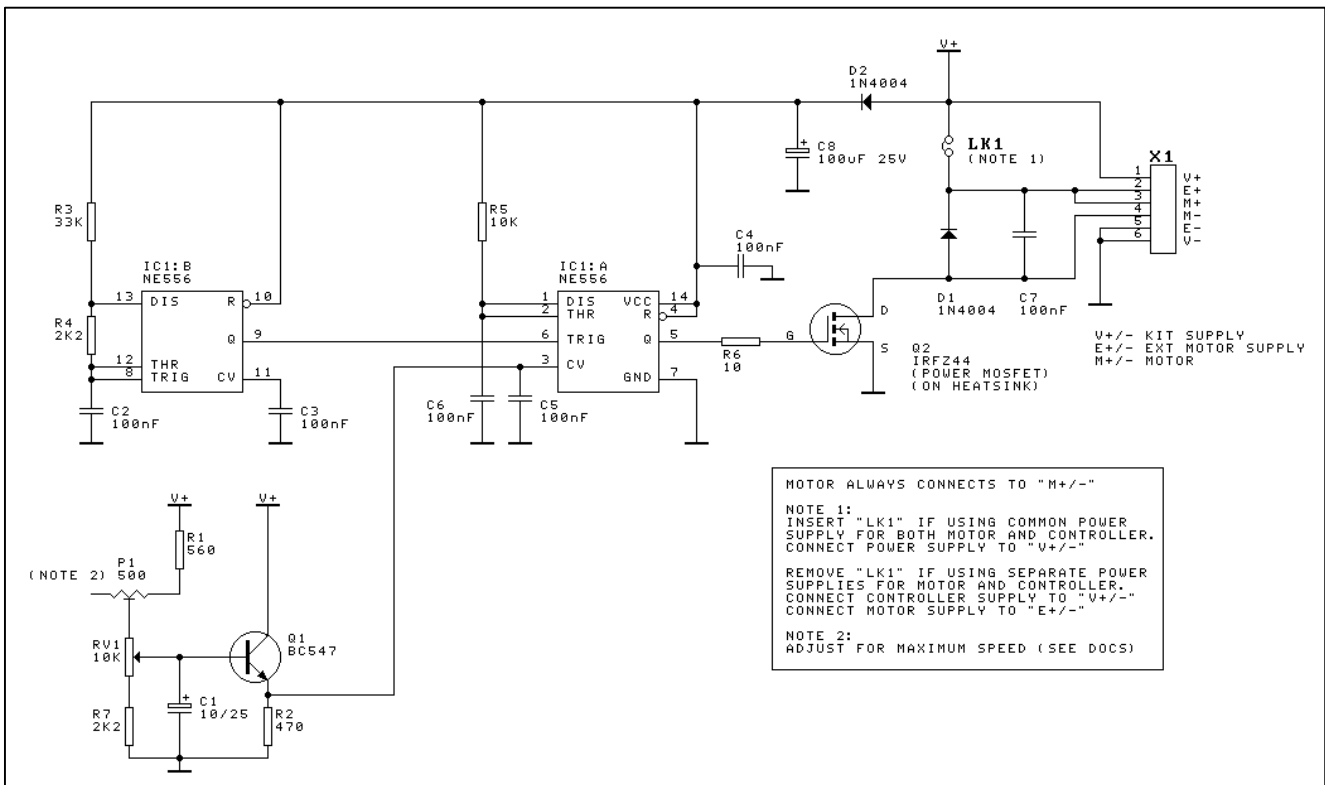 V+
D2
1N4004
C8
100uF 25V
+
LK1
(NOTE 1)
X1
1 V+
2 E+
3 M+
4 M-
5 E-
6 V-
R3
33K
R5
10K
C4
100nF
IC1:B
NE556
13 DIS R 10
R4
2K2
Q 9
12 THR
8 TRIG CV 11
C2
100nF
C3
100nF
IC1:A
NE556
1 DIS VCC 14
2 THR R 4
6 TRIG Q 5
3 CV
GND 7
C6
100nF
C5
100nF
R6
10
G
D
S
Q2
IRFZ44
(POWER MOSFET)
(ON HEATSINK)
D1
1N4004
C7
100nF
V+/- KIT SUPPLY
E+/- EXT MOTOR SUPPLY
M+/- MOTOR
V+
V+
R1
560
P1
(NOTE 2) 500
RV1
10K
Q1
BC547
+
C1
10/25
R7
2K2
R2
470
MOTOR ALWAYS CONNECTS TO "M+/-"
NOTE 1:
INSERT "LK1" IF USING COMMON POWER
SUPPLY FOR BOTH MOTOR AND CONTROLLER.
CONNECT POWER SUPPLY TO "V+/-"
REMOVE "LK1" IF USING SEPARATE POWER
SUPPLIES FOR MOTOR AND CONTROLLER.
CONNECT CONTROLLER SUPPLY TO "V+/-"
CONNECT MOTOR SUPPLY TO "E+/-"
NOTE 2:
ADJUST FOR MAXIMUM SPEED (SEE DOCS)